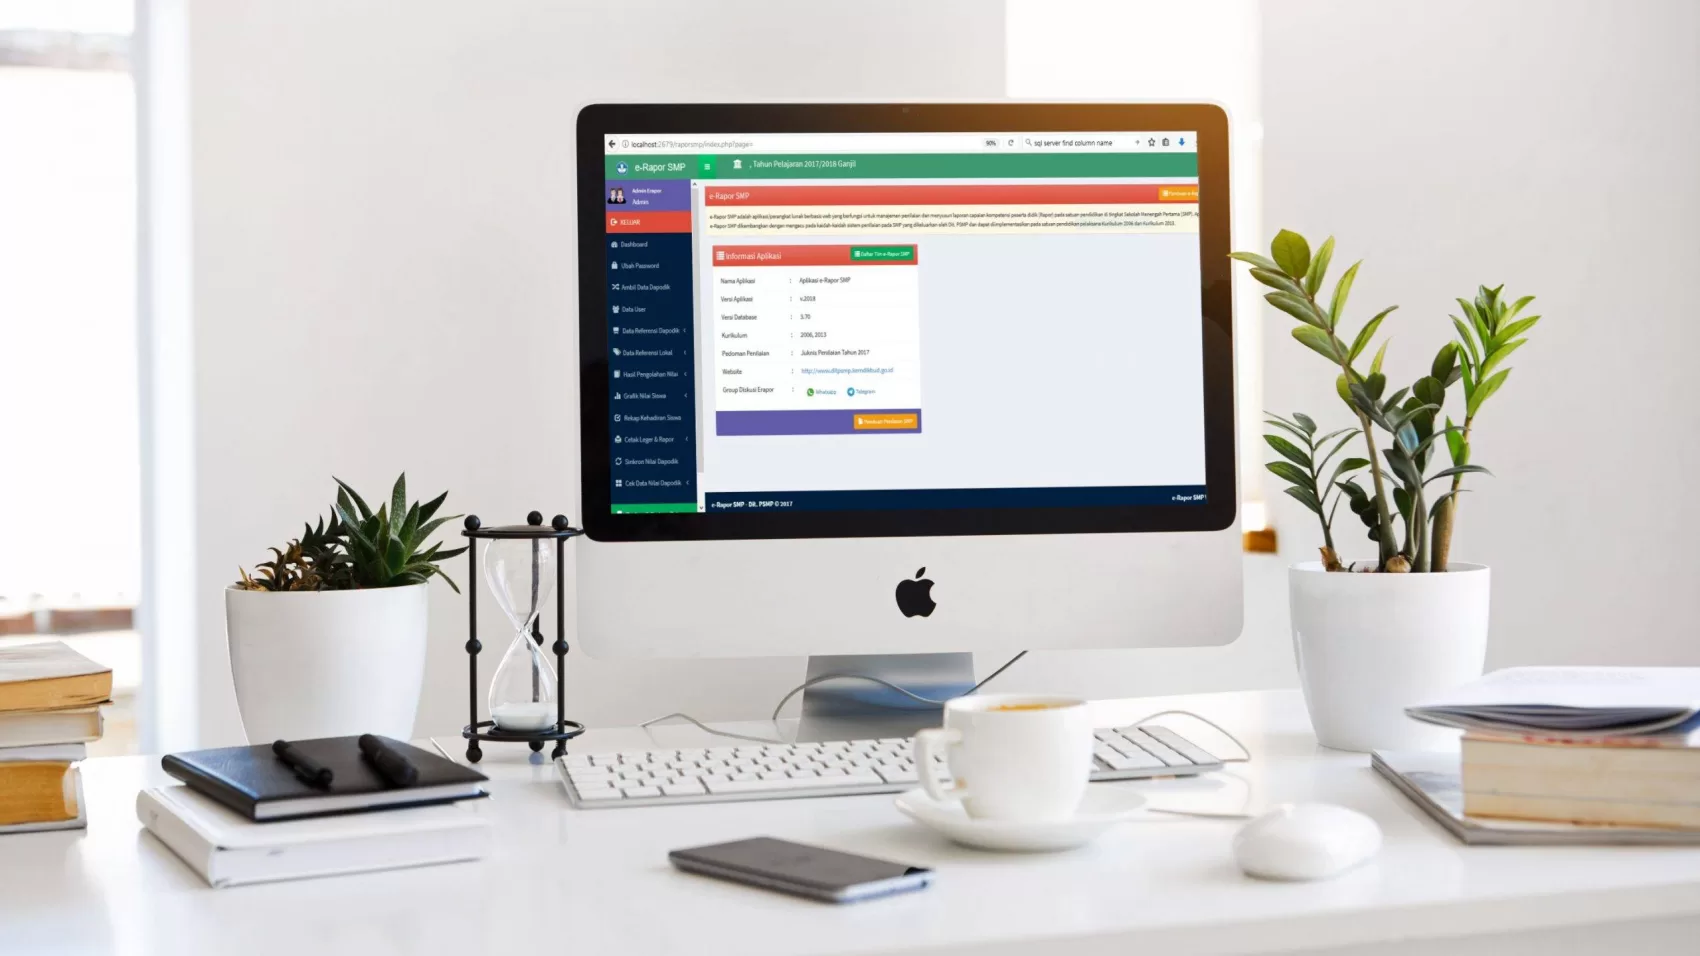 localhost:2679/raporsmp/index.php?page=
90%
sql server find column name
e-Rapor SMP
, Tahun Pelajaran 2017/2018 Ganjil
Admin Erapor
Admin
KELUAR
Dashboard
Ubah Password
Ambil Data Dapodik
Data User
Data Referensi Dapodik
Data Referensi Lokal
Hasil Pengolahan Nilai
Grafik Nilai Siswa
Rekap Kehadiran Siswa
Cetak Leger & Rapor
Sinkron Nilai Dapodik
Cek Data Nilai Dapodik
e-Rapor SMP
e-Rapor SMP adalah aplikasi/perangkat lunak berbasis web yang berfungsi untuk manajemen penilaian dan menyusun laporan capaian kompetensi peserta didik (Rapor) pada satuan pendidikan di tingkat Sekolah Menengah Pertama (SMP).
e-Rapor SMP dikembangkan dengan mengacu pada kaidah-kaidah sistem penilaian pada SMP yang dikeluarkan oleh Dit. PSMP dan dapat diimplementasikan pada satuan pendidikan pelaksana Kurikulum 2006 dan Kurikulum 2013.
Informasi Aplikasi
Daftar Tim e-Rapor SMP
Nama Aplikasi : Aplikasi e-Rapor SMP
Versi Aplikasi : v.2018
Versi Database : 3.70
Kurikulum : 2006, 2013
Pedoman Penilaian : Juknis Penilaian Tahun 2017
Website : http://www.ditpsmp.kemdikbud.go.id
Group Diskusi Erapor : Whatsapp Telegram
Panduan Penilaian SMP
e-Rapor SMP - Dit. PSMP © 2017
e-Rapor SMP